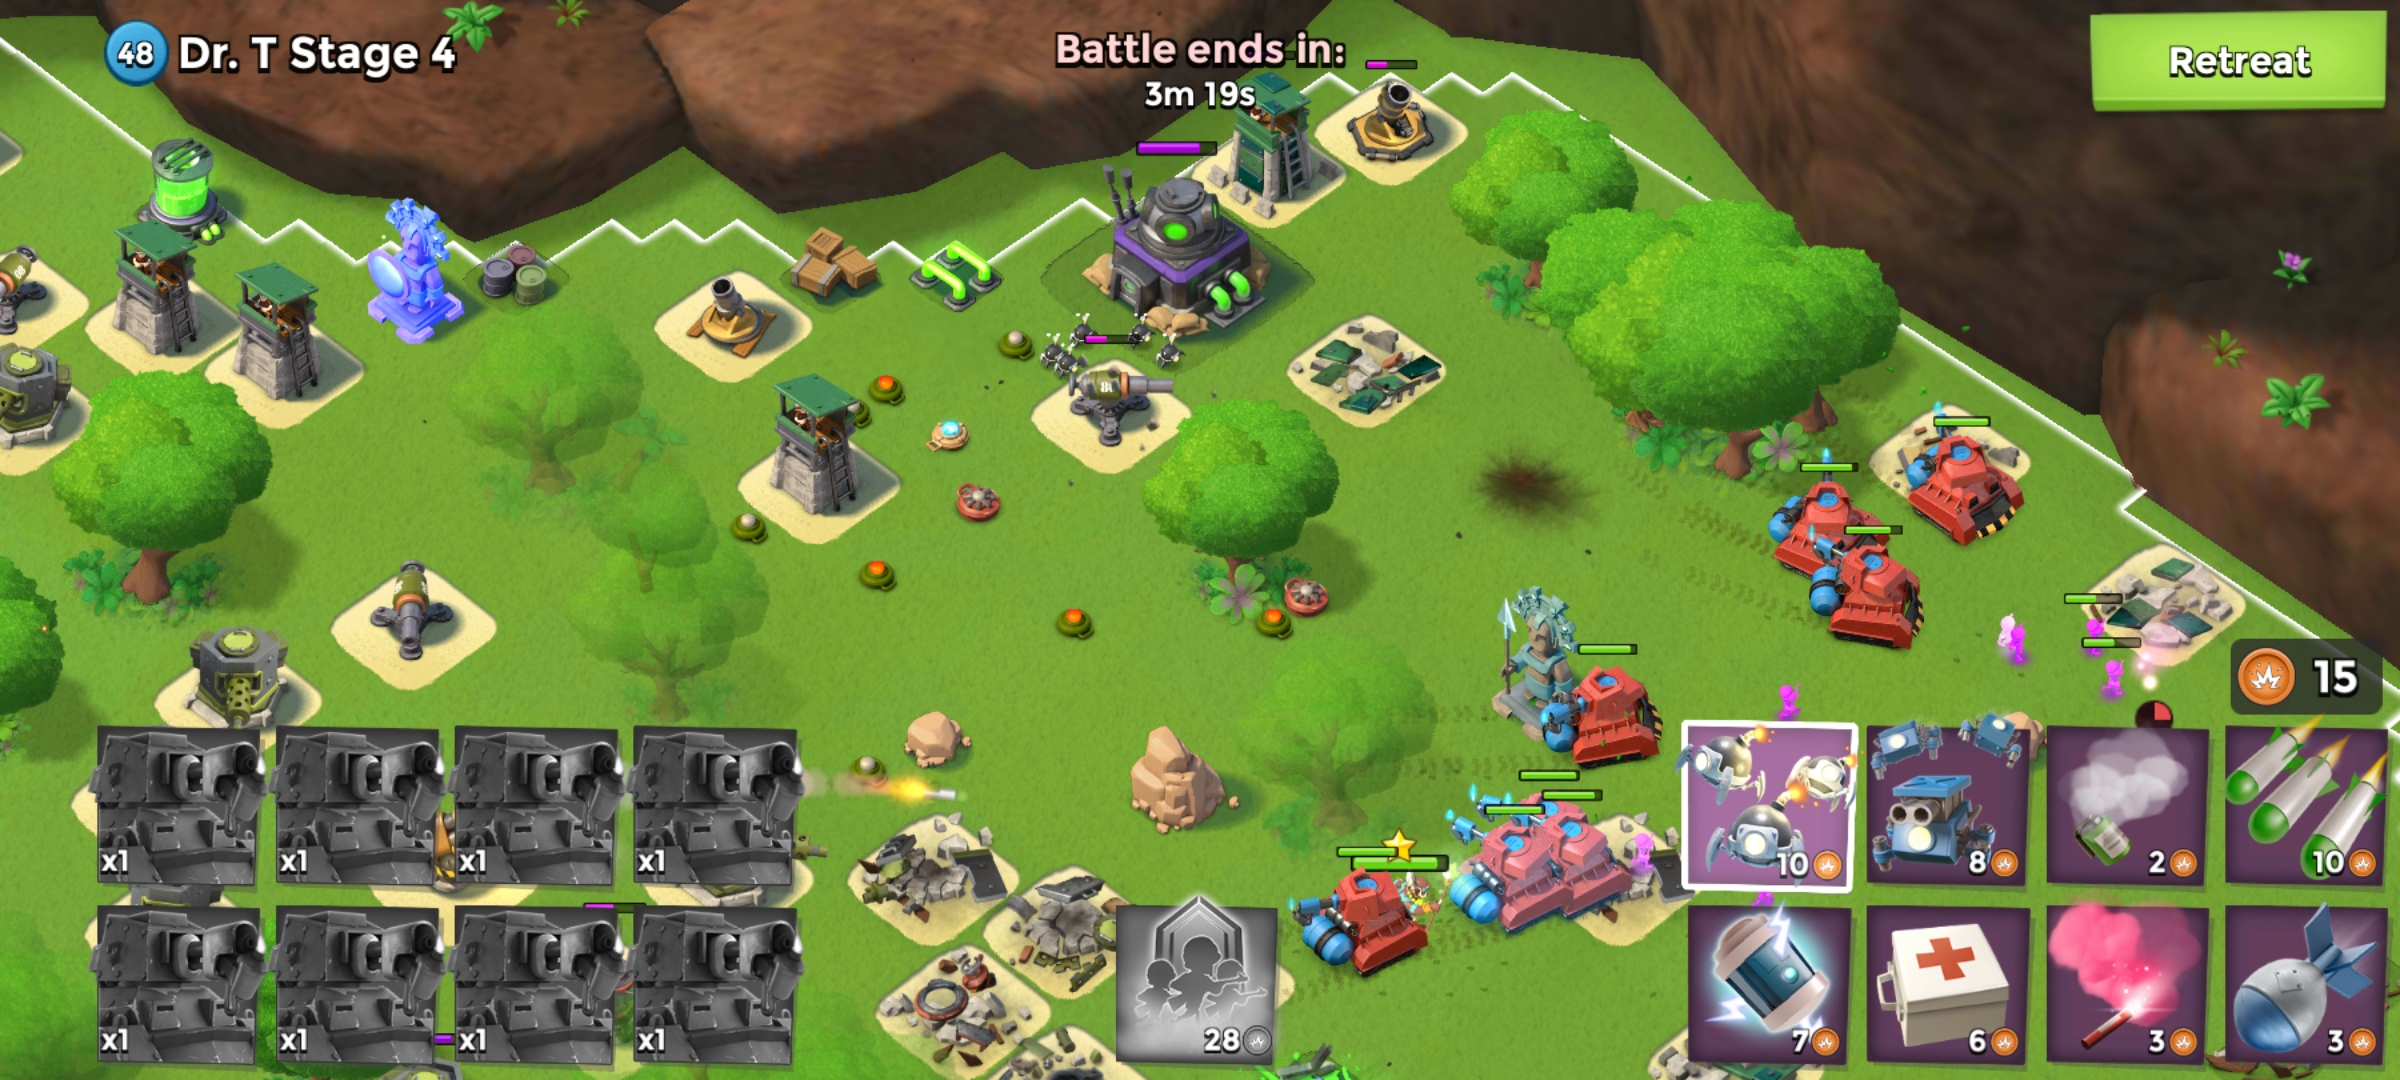 48 Dr. T Stage 4
Battle ends in:
3m 19s
Retreat
15
x1 x1 x1 x1
10 8 2 10
x1 x1 x1 x1
28
7 6 3 3